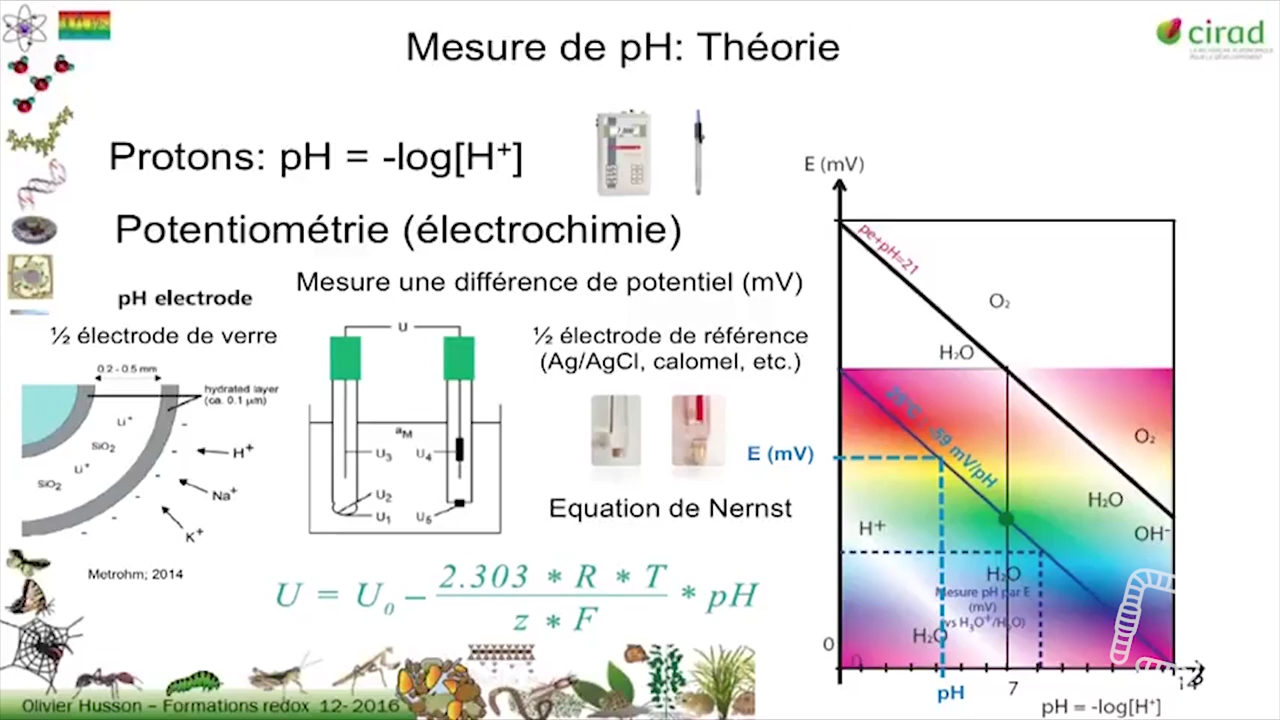 Mesure de pH: Théorie
cirad
Protons: pH = -log[H+]
Potentiométrie (électrochimie)
Mesure une différence de potentiel (mV)
pH electrode
½ électrode de verre
½ électrode de référence
(Ag/AgCl, calomel, etc.)
0.2 - 0.5 mm
hydrated layer
(ca. 0.1 µm)
Li+
SiO2
Li+
SiO2
H+
Na+
K+
Metrohm; 2014
U
aM
U3
U4
U2
U1
U5
Equation de Nernst
U = U0 − 2.303 * R * T / z * F * pH
E (mV)
pe+pH=21
O2
H2O
25°C - 59 mV/pH
O2
E (mV)
H2O
H+
OH-
H2O
Mesure pH par E
(mV)
vs H3O+/H2O)
H2O
0
0
pH
7
14
pH = -log[H+]
Olivier Husson – Formations redox 12- 2016